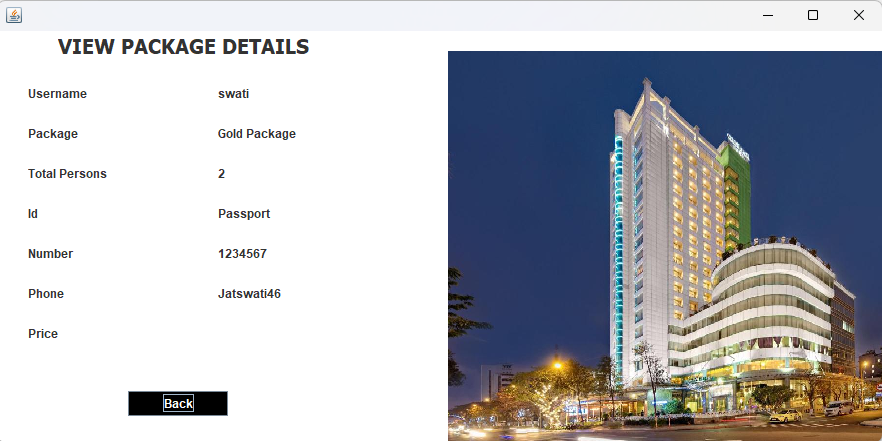 VIEW PACKAGE DETAILS
Username swati
Package Gold Package
Total Persons 2
Id Passport
Number 1234567
Phone Jatswati46
Price
Back